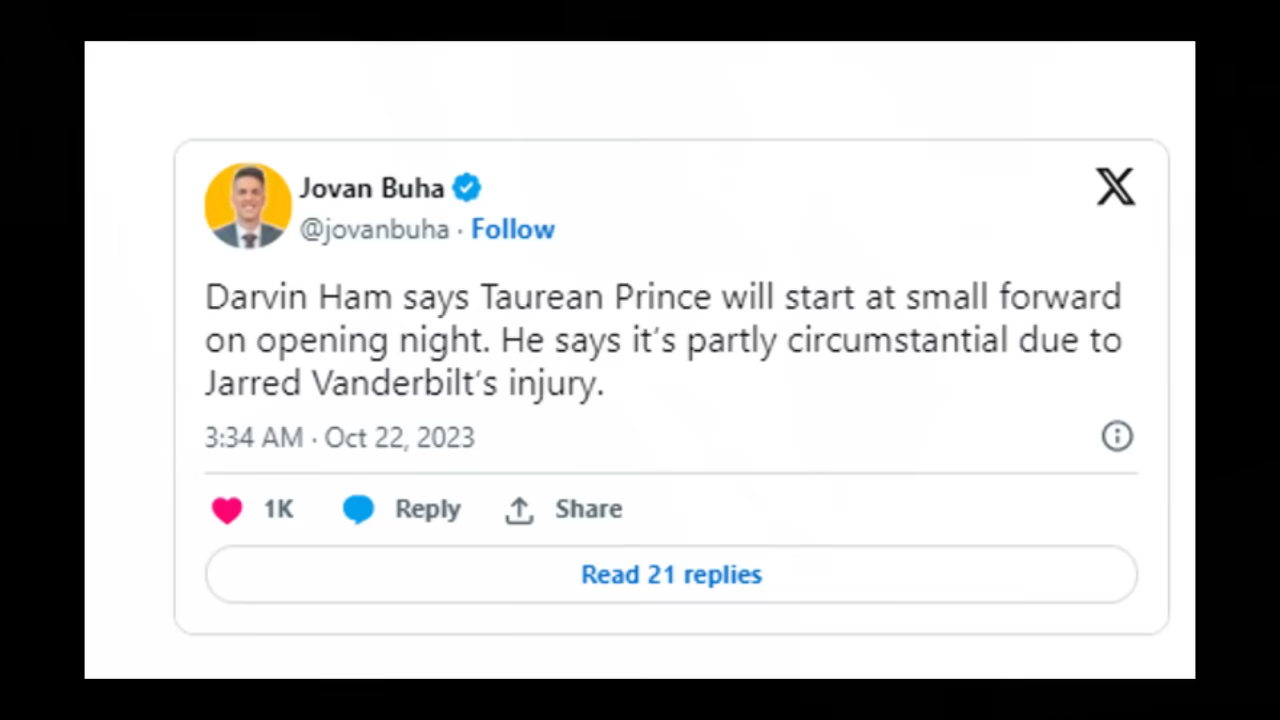 Jovan Buha
@jovanbuha · Follow
Darvin Ham says Taurean Prince will start at small forward
on opening night. He says it's partly circumstantial due to
Jarred Vanderbilt's injury.
3:34 AM · Oct 22, 2023
1K Reply Share
Read 21 replies